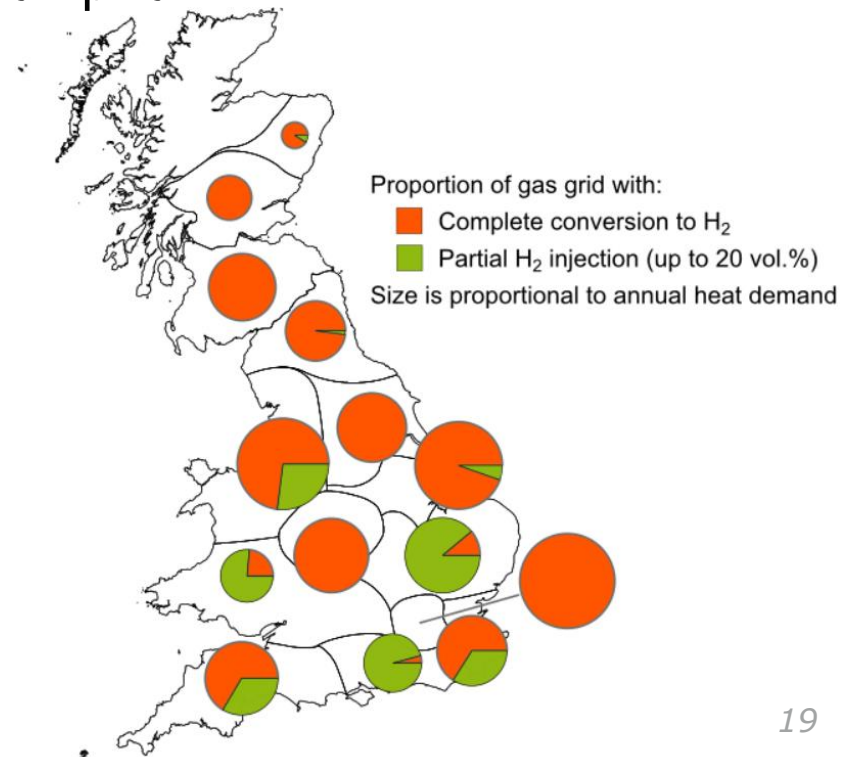 Proportion of gas grid with:
Complete conversion to H₂
Partial H₂ injection (up to 20 vol.%)
Size is proportional to annual heat demand
19